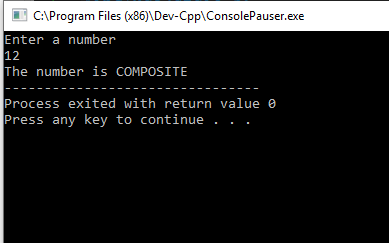 C:\Program Files (x86)\Dev-Cpp\ConsolePauser.exe
Enter a number
12
The number is COMPOSITE
--------------------------------
Process exited with return value 0
Press any key to continue . . .